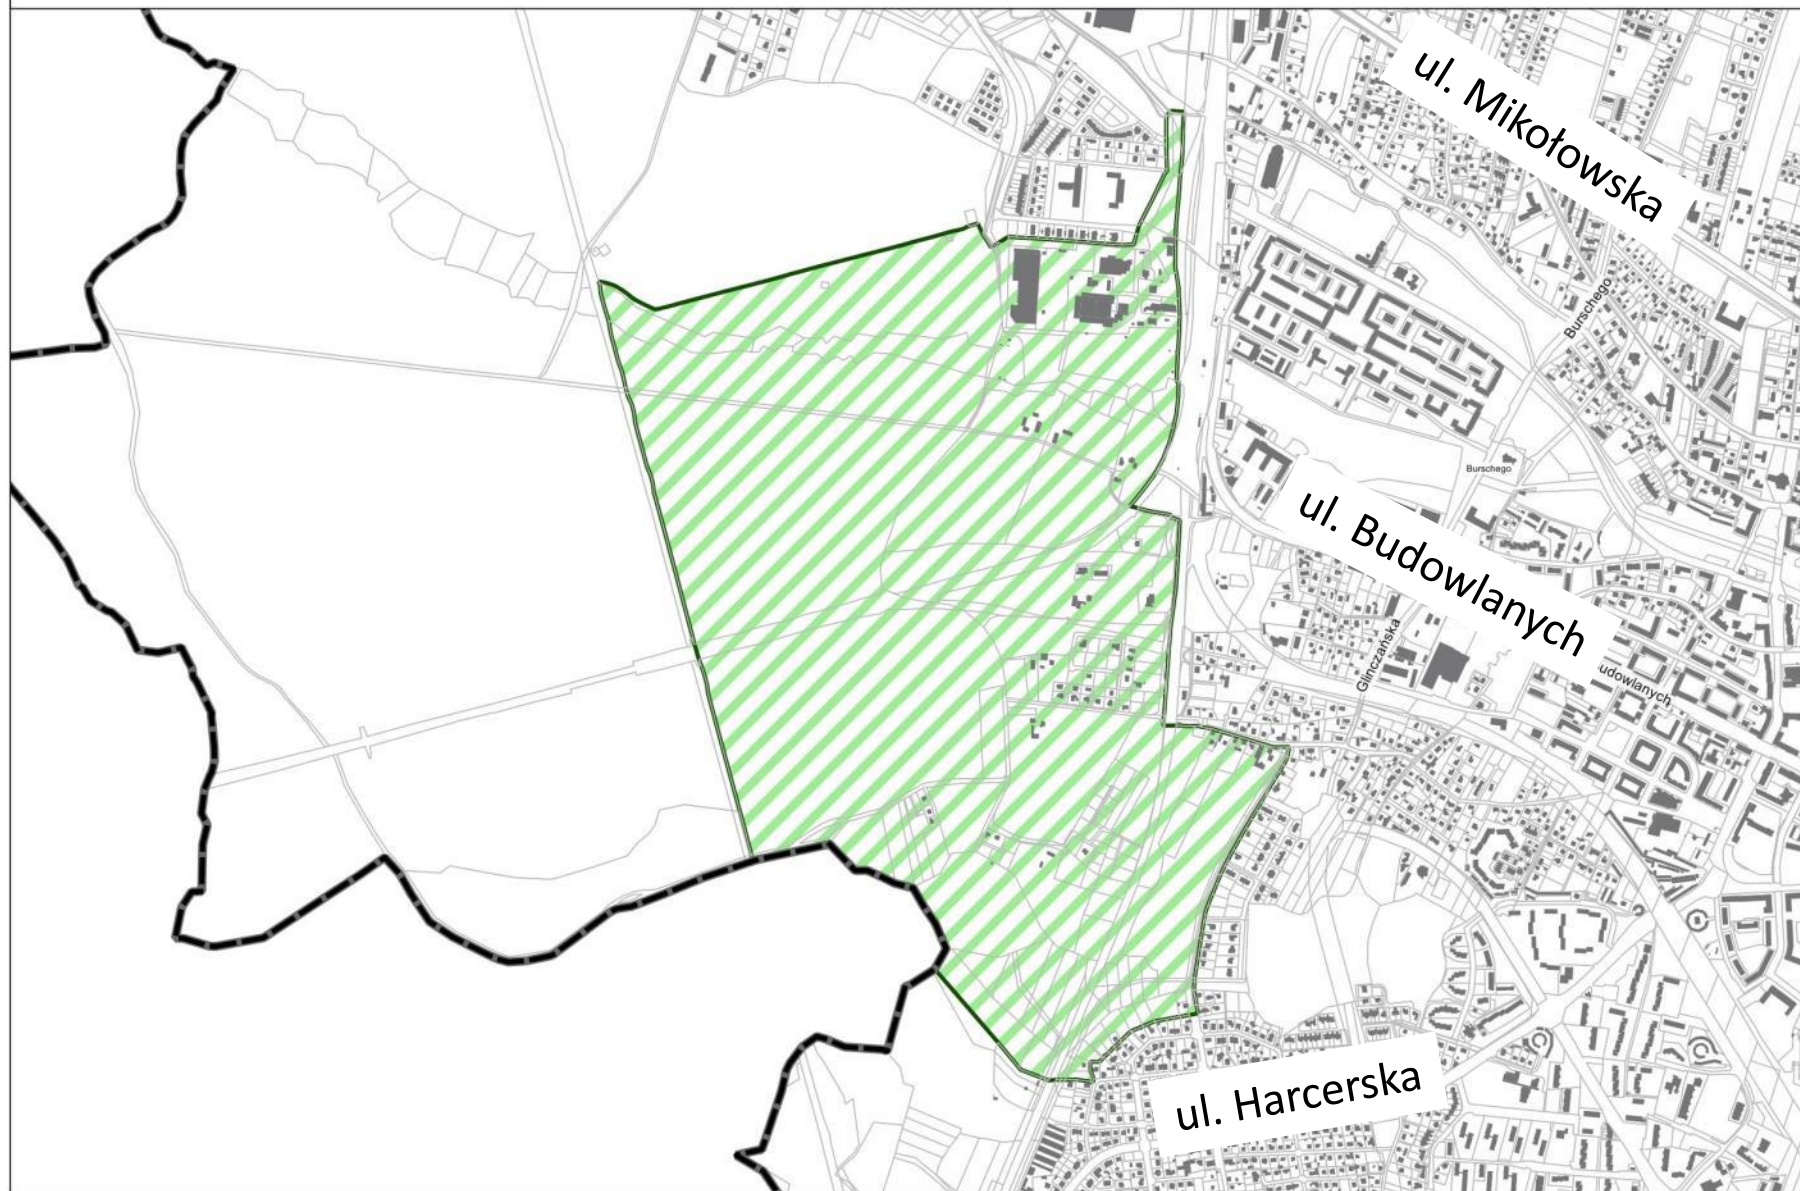 ul. Mikołowska
Burschego
Burschego
ul. Budowlanych
Glinczańska
udowlanych
ul. Harcerska